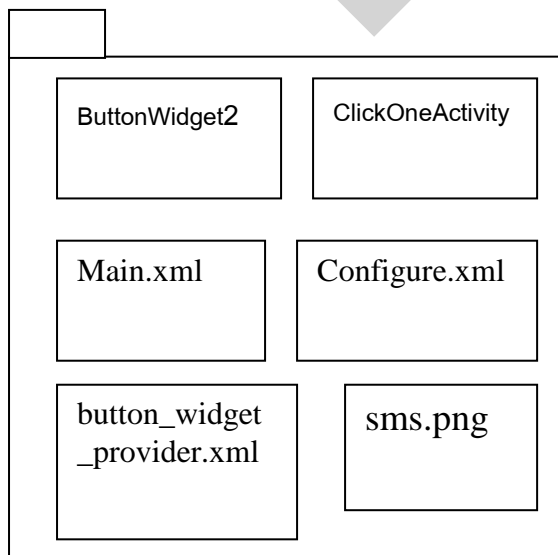 ButtonWidget2
ClickOneActivity
Main.xml
Configure.xml
button_widget
_provider.xml
sms.png